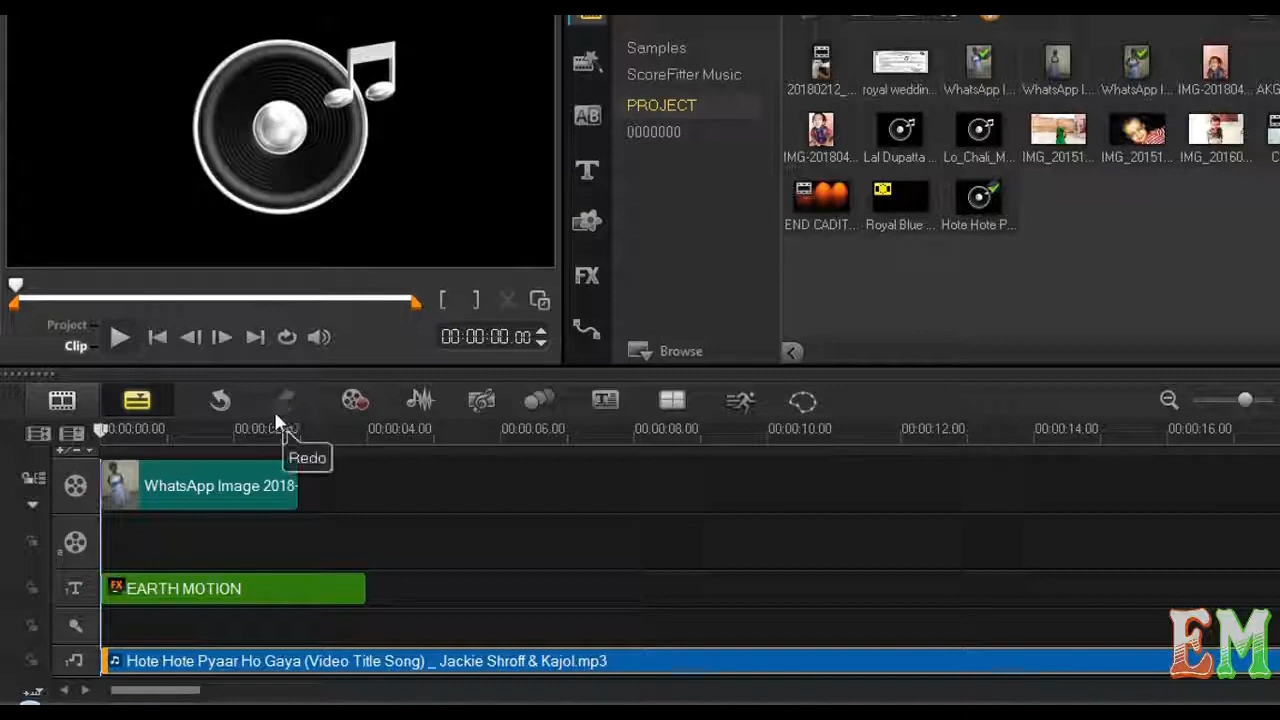 Samples
ScoreFitter Music
PROJECT
0000000
20180212_...
royal weddin...
WhatsApp I...
WhatsApp I...
WhatsApp I...
IMG-201804...
AKG
IMG-201804...
Lal Dupatta ...
Lo_Chali_M...
IMG_20151...
IMG_20151...
IMG_20160...
C
END CADIT...
Royal Blue ...
Hote Hote P...
AB
T
FX
Browse
Project
Clip
[ ]
00:00:00.00
00:00:00.00
00:00:04.00
00:00:06.00
00:00:08.00
00:00:10.00
00:00:12.00
00:00:14.00
00:00:16.00
Redo
WhatsApp Image 2018-
FX EARTH MOTION
Hote Hote Pyaar Ho Gaya (Video Title Song) _ Jackie Shroff & Kajol.mp3
EM